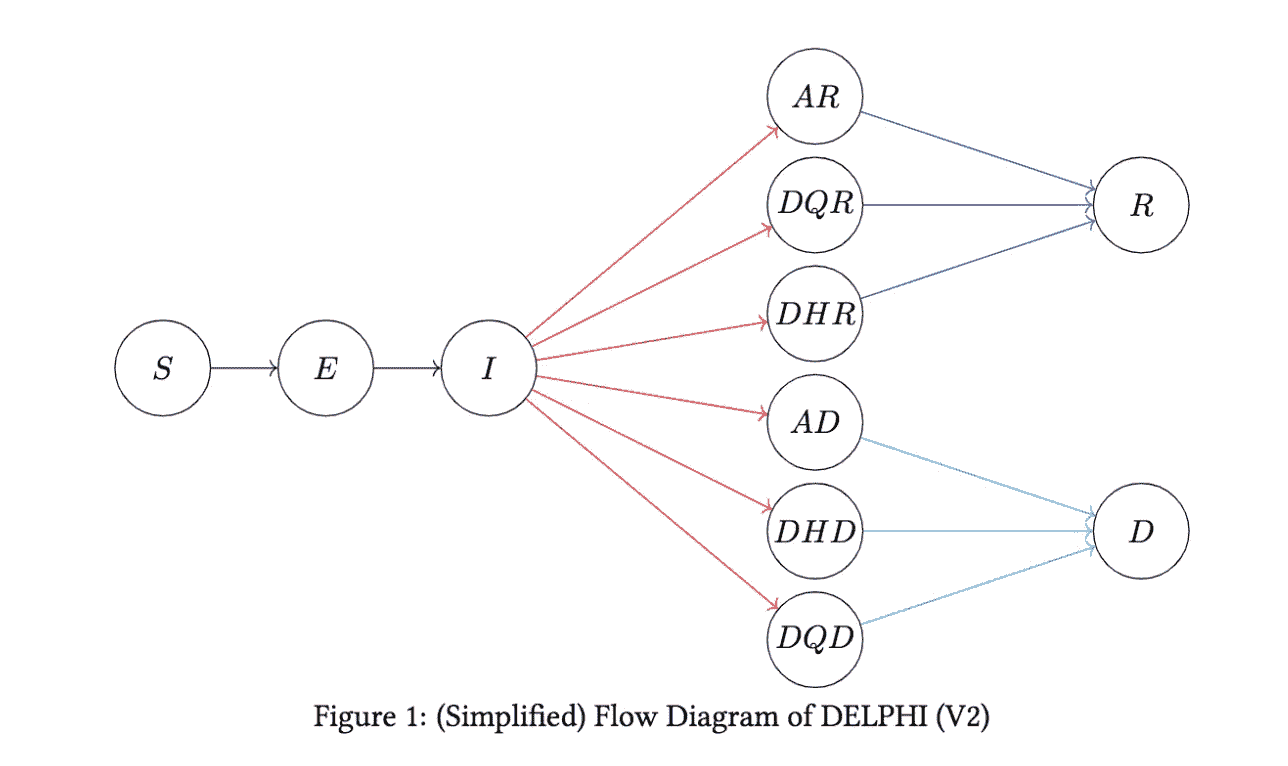 AR
DQR
R
DHR
S E I
AD
DHD
D
DQD
Figure 1: (Simplified) Flow Diagram of DELPHI (V2)